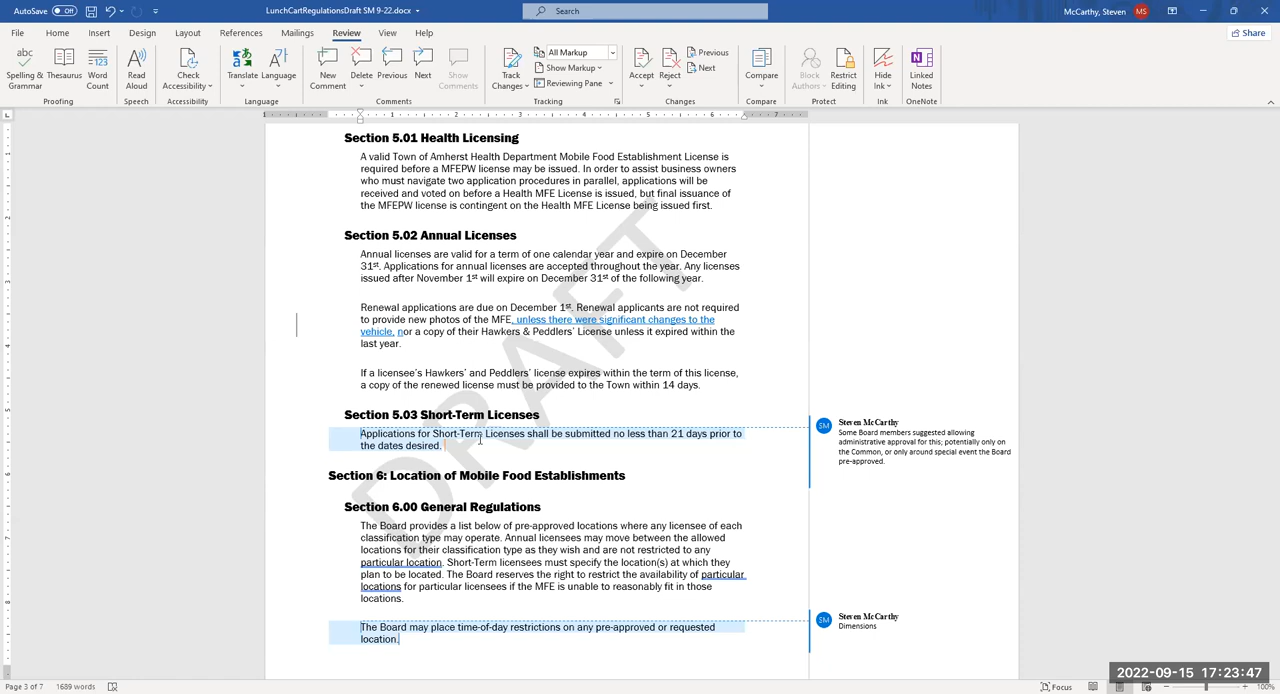 AutoSave Off LunchCartRegulationsDraft SM 9-22.docx Search McCarthy, Steven MS
File Home Insert Draw Design Layout References Mailings Review View Help Share
abc Spelling & Grammar Thesaurus Word Count Read Aloud Check Accessibility Translate Language New Comment Delete Previous Next Show Comments Track Changes All Markup Show Markup Reviewing Pane Accept Reject Previous Next Compare Block Authors Restrict Editing Hide Ink Linked Notes
Proofing Speech Accessibility Language Comments Tracking Changes Compare Protect Ink OneNote
DRAFT
Section 5.01 Health Licensing
A valid Town of Amherst Health Department Mobile Food Establishment License is
required before a MFEPW license may be issued. In order to assist business owners
who must navigate two application procedures in parallel, applications will be
received and voted on before a Health MFE License is issued, but final issuance of
the MFEPW license is contingent on the Health MFE License being issued first.
Section 5.02 Annual Licenses
Annual licenses are valid for a term of one calendar year and expire on December
31st. Applications for annual licenses are accepted throughout the year. Any licenses
issued after November 1st will expire on December 31st of the following year.
Renewal applications are due on December 1st. Renewal applicants are not required
to provide new photos of the MFE, unless there were significant changes to the
vehicle, nor a copy of their Hawkers & Peddlers' License unless it expired within the
last year.
If a licensee's Hawkers' and Peddlers' license expires within the term of this license,
a copy of the renewed license must be provided to the Town within 14 days.
Section 5.03 Short-Term Licenses
Applications for Short-Term Licenses shall be submitted no less than 21 days prior to
the dates desired.
SM Steven McCarthy
Some Board members suggested allowing
administrative approval for this; potentially only on
the Common, or only around special event the Board
pre-approved.
Section 6: Location of Mobile Food Establishments
Section 6.00 General Regulations
The Board provides a list below of pre-approved locations where any licensee of each
classification type may operate. Annual licensees may move between the allowed
locations for their classification type as they wish and are not restricted to any
particular location. Short-Term licensees must specify the location(s) at which they
plan to be located. The Board reserves the right to restrict the availability of particular
locations for particular licensees if the MFE is unable to reasonably fit in those
locations.
The Board may place time-of-day restrictions on any pre-approved or requested
location.
SM Steven McCarthy
Dimensions
2022-09-15 17:23:47
Page 3 of 7 1689 words Focus 100%